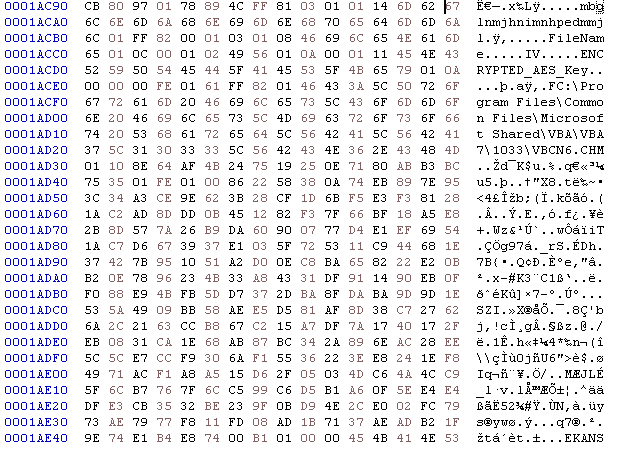 0001AC90 CB 80 97 01 78 89 4C FF 81 03 01 01 14 6D 62 67 Ë€—.x‰Lÿ.....mbg
0001ACA0 6C 6E 6D 6A 68 6E 69 6D 6E 68 70 65 64 6D 6D 6A lnmjhnimnhpedmmj
0001ACB0 6C 01 FF 82 00 01 03 01 08 46 69 6C 65 4E 61 6D l.ÿ‚.....FileNam
0001ACC0 65 01 0C 00 01 02 49 56 01 0A 00 01 11 45 4E 43 e.....IV.....ENC
0001ACD0 52 59 50 54 45 44 5F 41 45 53 5F 4B 65 79 01 0A RYPTED_AES_Key..
0001ACE0 00 00 00 FE 01 61 FF 82 01 46 43 3A 5C 50 72 6F ...þ.aÿ‚.FC:\Pro
0001ACF0 67 72 61 6D 20 46 69 6C 65 73 5C 43 6F 6D 6D 6F gram Files\Commo
0001AD00 6E 20 46 69 6C 65 73 5C 4D 69 63 72 6F 73 6F 66 n Files\Microsof
0001AD10 74 20 53 68 61 72 65 64 5C 56 42 41 5C 56 42 41 t Shared\VBA\VBA
0001AD20 37 5C 31 30 33 33 5C 56 42 43 4E 36 2E 43 48 4D 7\1033\VBCN6.CHM
0001AD30 01 10 8E 64 AF 4B 24 75 19 25 0E 71 80 AB B3 BC ..Žd¯K$u.%.q€«³¼
0001AD40 75 35 01 FE 01 00 86 22 58 38 0A 74 EB 89 7E 95 u5.þ..†"X8.të‰~•
0001AD50 3C 34 A3 CE 9E 62 3B 28 CF 1D 6B F5 E3 F3 81 28 <4£Îžb;(Ï.kõãó.(
0001AD60 1A C2 AD 8D DD 0B 45 12 82 F3 7F 66 BF 18 A5 E8 .Â..Ý.E.‚ó.f¿.¥è
0001AD70 2B 8D 57 7A 26 B9 DA 60 90 07 77 D4 E1 EF 69 54 +.Wz&¹Ú`..wÔáïiT
0001AD80 1A C7 D6 67 39 37 E1 03 5F 72 53 11 C9 44 68 1E .ÇÖg97á._rS.ÉDh.
0001AD90 37 42 7B 95 10 51 A2 D0 0E C8 BA 65 82 22 E2 0B 7B{•.Q¢Ð.Èºe‚"â.
0001ADA0 B2 0E 78 96 23 4B 33 A8 43 31 DF 91 14 90 EB 0F ².x–#K3¨C1ß‘..ë.
0001ADB0 F0 88 E9 4B FB 5D D7 37 2D BA 8F DA BA 9D 9D 1E ðˆéKû]×7-º.Úº...
0001ADC0 53 5A 49 09 BB 58 AE E5 D5 81 AF 8D 38 C7 27 62 SZI.»X®åÕ.¯.8Ç'b
0001ADD0 6A 2C 21 63 CC B8 67 C2 15 A7 DF 7A 17 40 17 2F j,!cÌ¸gÂ.§ßz.@./
0001ADE0 EB 08 31 CA 1E 68 AB 87 BC 34 2A 89 6E AC 28 EE ë.1Ê.h«‡¼4*‰n¬(î
0001ADF0 5C 5C E7 CC F9 30 6A F1 55 36 22 3E E8 24 1E F8 \\çÌù0jñU6">è$.ø
0001AE00 49 71 AC F1 A8 A5 15 D6 2F 05 03 4D C6 4A 4C C9 Iq¬ñ¨¥.Ö/..MÆJLÉ
0001AE10 5F 6C B7 76 7F 6C C5 99 C6 D5 B1 A6 0F 5E E4 E4 _l·v.lÅ™ÆÕ±¦.^ää
0001AE20 DF E3 CB 35 32 BE 23 9F 0B D9 4E 2C E0 02 FC 79 ßãË52¾#Ÿ.ÙN,à.üy
0001AE30 73 AE 79 77 F8 11 FD 08 AD 1B 71 37 AE AD B2 1F s®ywø.ý...q7®.².
0001AE40 9E 74 E1 B4 E8 74 00 B1 01 00 00 45 4B 41 4E 53 žtá´èt.±...EKANS